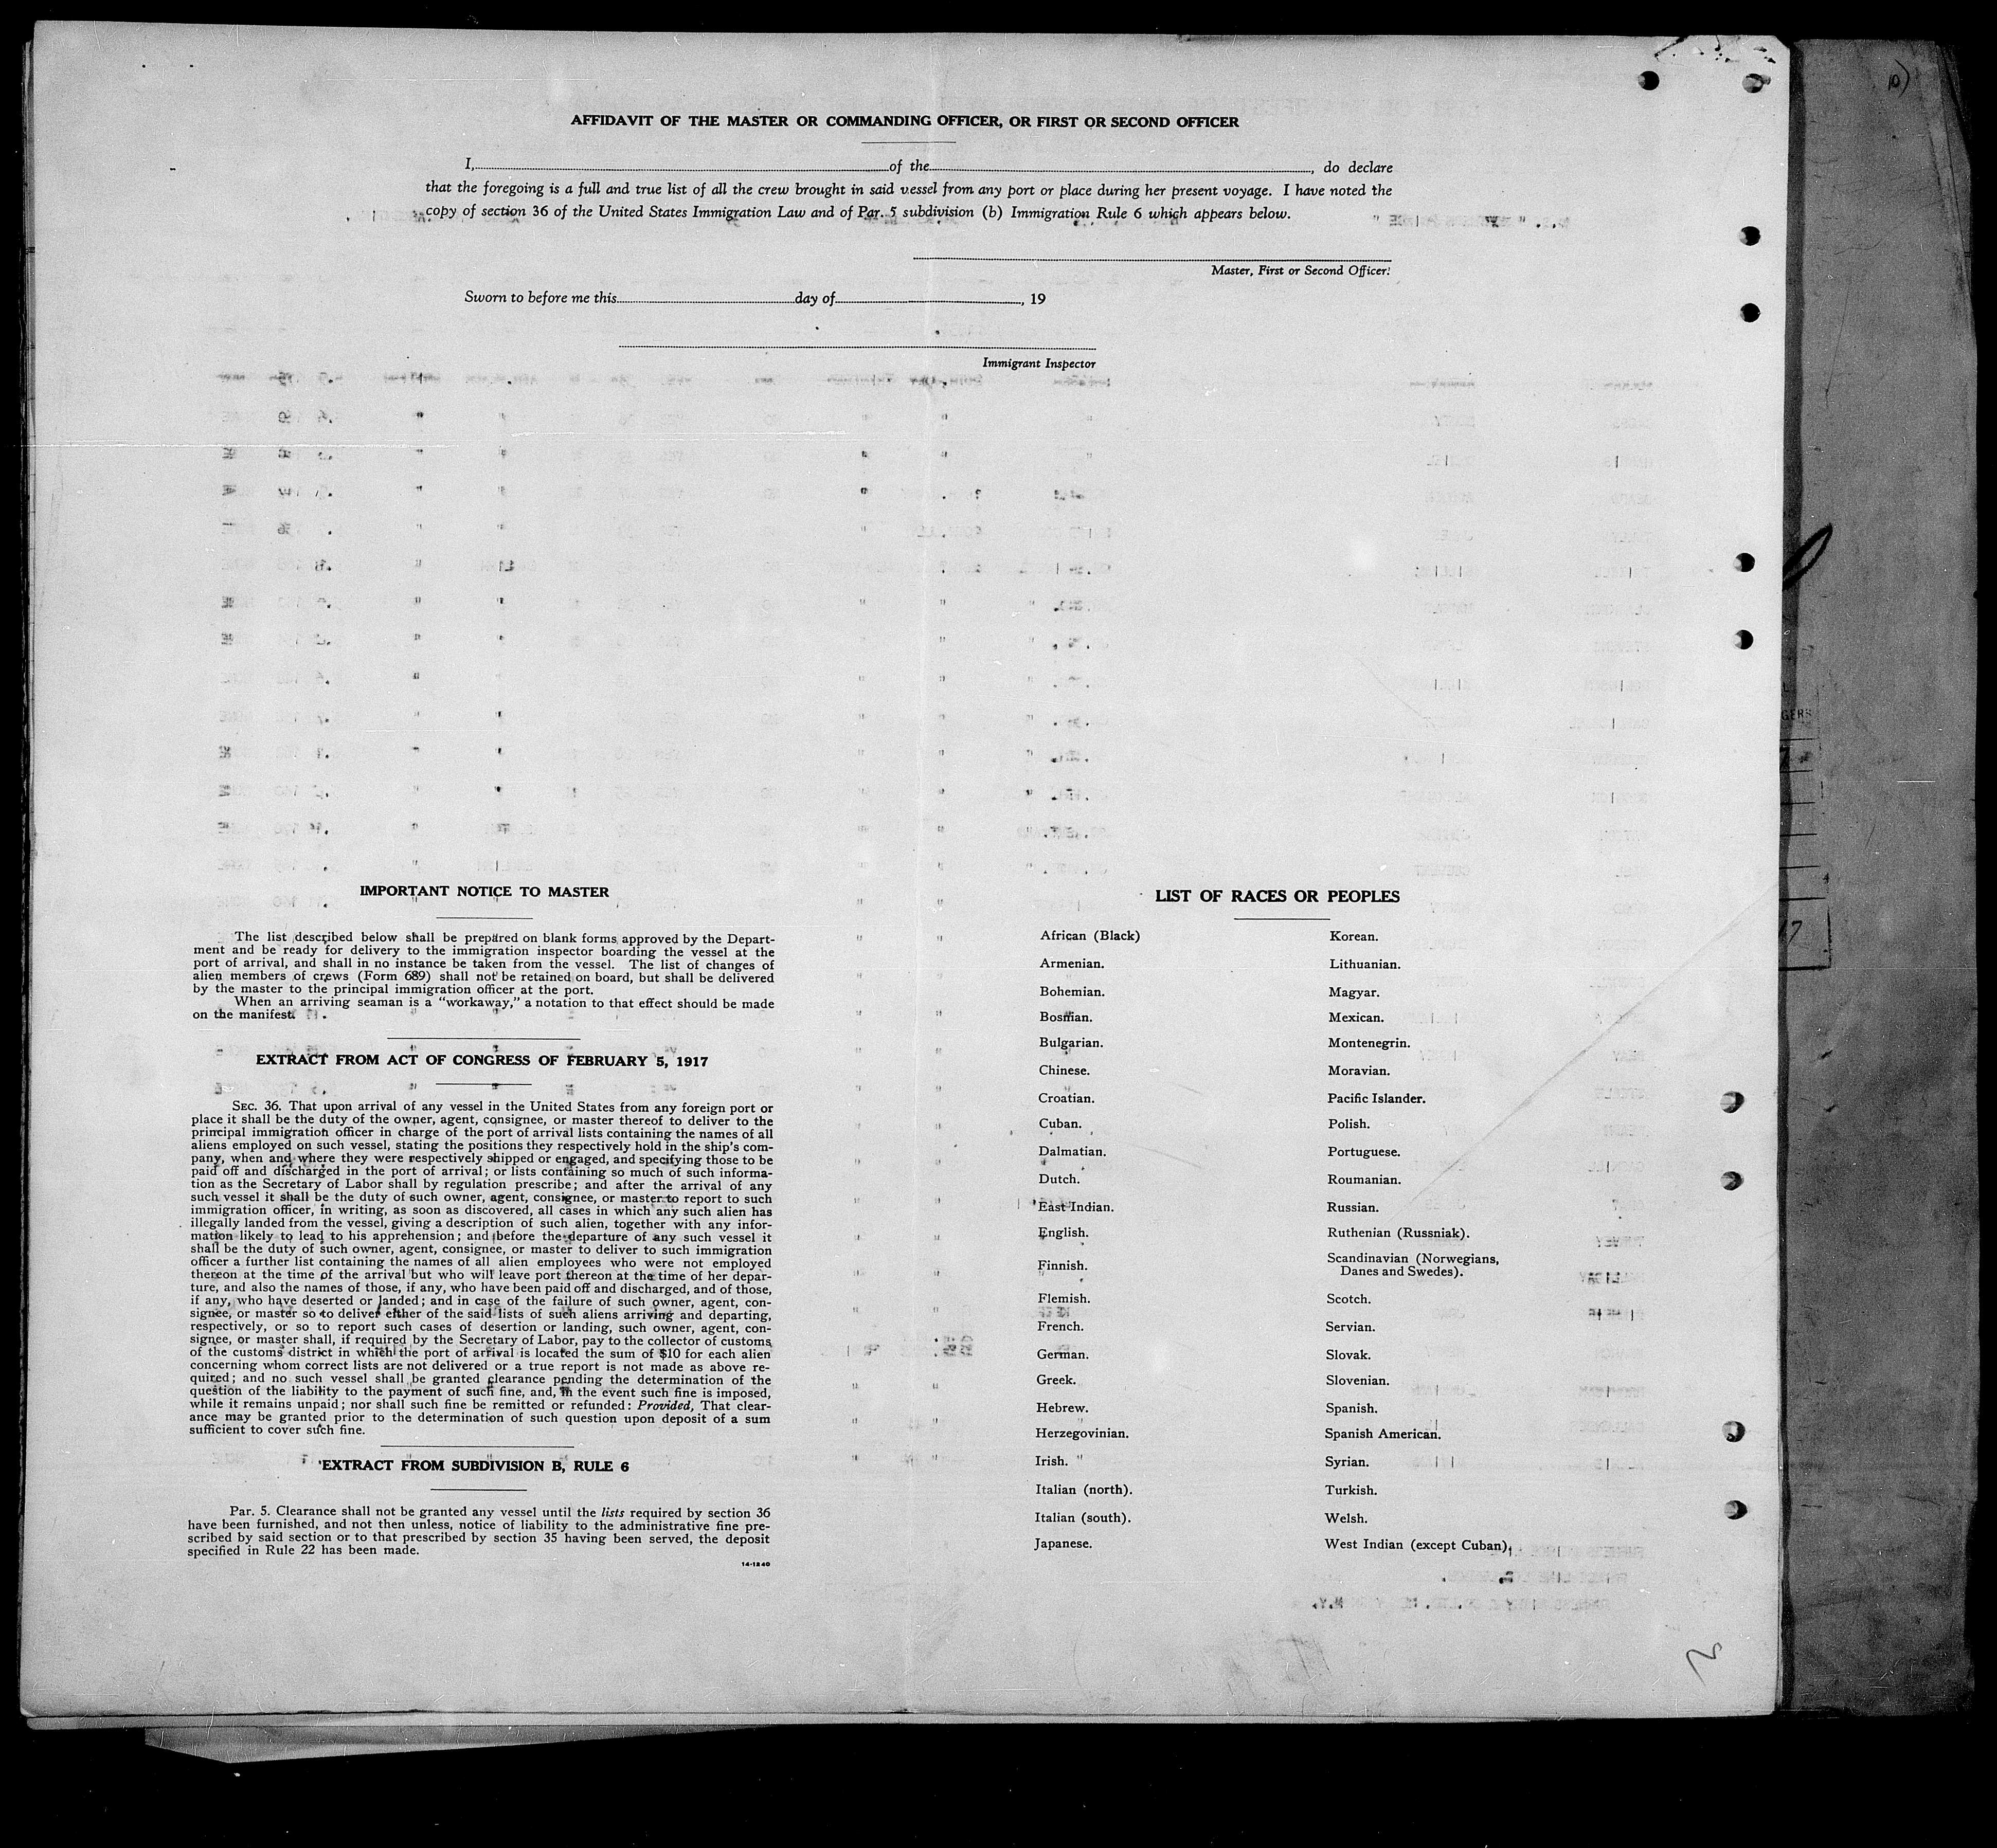 AFFIDAVIT OF THE MASTER OR COMMANDING OFFICER, OR FIRST OR SECOND OFFICER
I, of the , do declare
that the foregoing is a full and true list of all the crew brought in said vessel from any port or place during her present voyage. I have noted the
copy of section 36 of the United States Immigration Law and of Par. 5 subdivision (b) Immigration Rule 6 which appears below.
Master, First or Second Officer.
Sworn to before me this day of , 19
Immigrant Inspector
IMPORTANT NOTICE TO MASTER
The list described below shall be prepared on blank forms approved by the Depart-
ment and be ready for delivery to the immigration inspector boarding the vessel at the
port of arrival, and shall in no instance be taken from the vessel. The list of changes of
alien members of crews (Form 689) shall not be retained on board, but shall be delivered
by the master to the principal immigration officer at the port.
When an arriving seaman is a "workaway," a notation to that effect should be made
on the manifest.
EXTRACT FROM ACT OF CONGRESS OF FEBRUARY 5, 1917
SEC. 36. That upon arrival of any vessel in the United States from any foreign port or
place it shall be the duty of the owner, agent, consignee, or master thereof to deliver to the
principal immigration officer in charge of the port of arrival lists containing the names of all
aliens employed on such vessel, stating the positions they respectively hold in the ship's com-
pany, when and where they were respectively shipped or engaged, and specifying those to be
paid off and discharged in the port of arrival; or lists containing so much of such informa-
tion as the Secretary of Labor shall by regulation prescribe; and after the arrival of any
such vessel it shall be the duty of such owner, agent, consignee, or master to report to such
immigration officer, in writing, as soon as discovered, all cases in which any such alien has
illegally landed from the vessel, giving a description of such alien, together with any infor-
mation likely to lead to his apprehension; and before the departure of any such vessel it
shall be the duty of such owner, agent, consignee, or master to deliver to such immigration
officer a further list containing the names of all alien employees who were not employed
thereon at the time of the arrival but who will leave port thereon at the time of her depar-
ture, and also the names of those, if any, who have been paid off and discharged, and of those,
if any, who have deserted or landed; and in case of the failure of such owner, agent, con-
signee, or master so to deliver either of the said lists of such aliens arriving and departing,
respectively, or so to report such cases of desertion or landing, such owner, agent, con-
signee, or master shall, if required by the Secretary of Labor, pay to the collector of customs
of the customs district in which the port of arrival is located the sum of $10 for each alien
concerning whom correct lists are not delivered or a true report is not made as above re-
quired; and no such vessel shall be granted clearance pending the determination of the
question of the liability to the payment of such fine, and, in the event such fine is imposed,
while it remains unpaid; nor shall such fine be remitted or refunded: Provided, That clear-
ance may be granted prior to the determination of such question upon deposit of a sum
sufficient to cover such fine.
EXTRACT FROM SUBDIVISION B, RULE 6
Par. 5. Clearance shall not be granted any vessel until the lists required by section 36
have been furnished, and not then unless, notice of liability to the administrative fine pre-
scribed by said section or to that prescribed by section 35 having been served, the deposit
specified in Rule 22 has been made.
14-1240
LIST OF RACES OR PEOPLES
African (Black)
Armenian.
Bohemian.
Bosnian.
Bulgarian.
Chinese.
Croatian.
Cuban.
Dalmatian.
Dutch.
East Indian.
English.
Finnish.
Flemish.
French.
German.
Greek.
Hebrew.
Herzegovinian.
Irish.
Italian (north).
Italian (south).
Japanese.
Korean.
Lithuanian.
Magyar.
Mexican.
Montenegrin.
Moravian.
Pacific Islander.
Polish.
Portuguese.
Roumanian.
Russian.
Ruthenian (Russniak).
Scandinavian (Norwegians,
Danes and Swedes).
Scotch.
Servian.
Slovak.
Slovenian.
Spanish.
Spanish American.
Syrian.
Turkish.
Welsh.
West Indian (except Cuban).